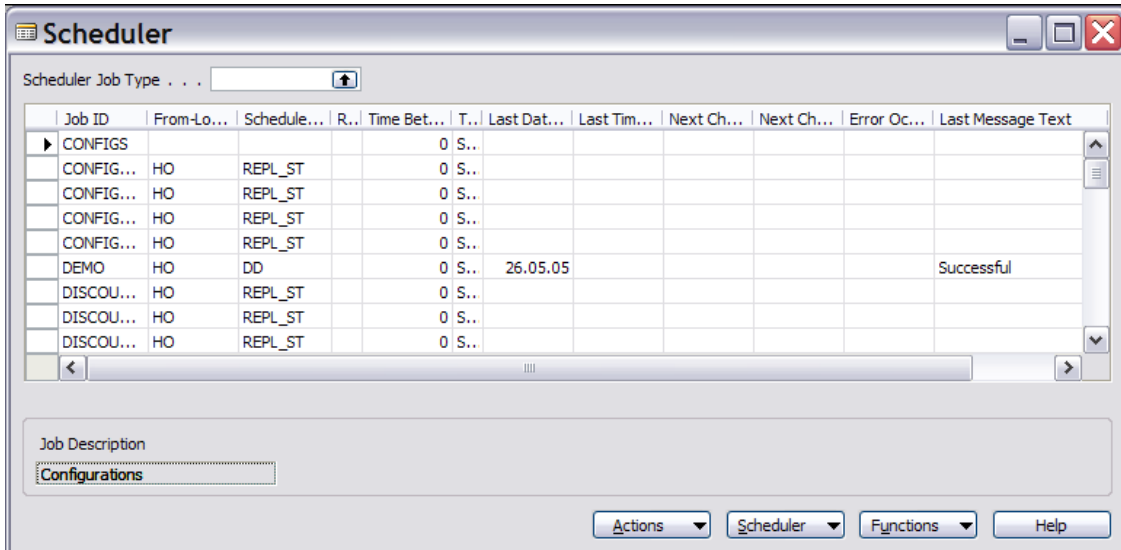 Scheduler
Scheduler Job Type . . .
Job ID From-Lo... Schedule... R... Time Bet... T... Last Dat... Last Tim... Next Ch... Next Ch... Error Oc... Last Message Text
CONFIGS 0 S...
CONFIG... HO REPL_ST 0 S...
CONFIG... HO REPL_ST 0 S...
CONFIG... HO REPL_ST 0 S...
CONFIG... HO REPL_ST 0 S...
DEMO HO DD 0 S... 26.05.05 Successful
DISCOU... HO REPL_ST 0 S...
DISCOU... HO REPL_ST 0 S...
DISCOU... HO REPL_ST 0 S...
Job Description
Configurations
Actions Scheduler Functions Help